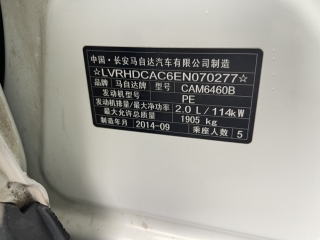 中国·长安马自达汽车有限公司制造
☆LVRHDCAC6EN070277☆
品牌 马自达牌 型号 CAM6460B
发动机型号 PE
发动机排量/最大净功率 2.0 L/114kW
最大允许总质量 1905 kg
制造年月 2014-09 乘座人数 5